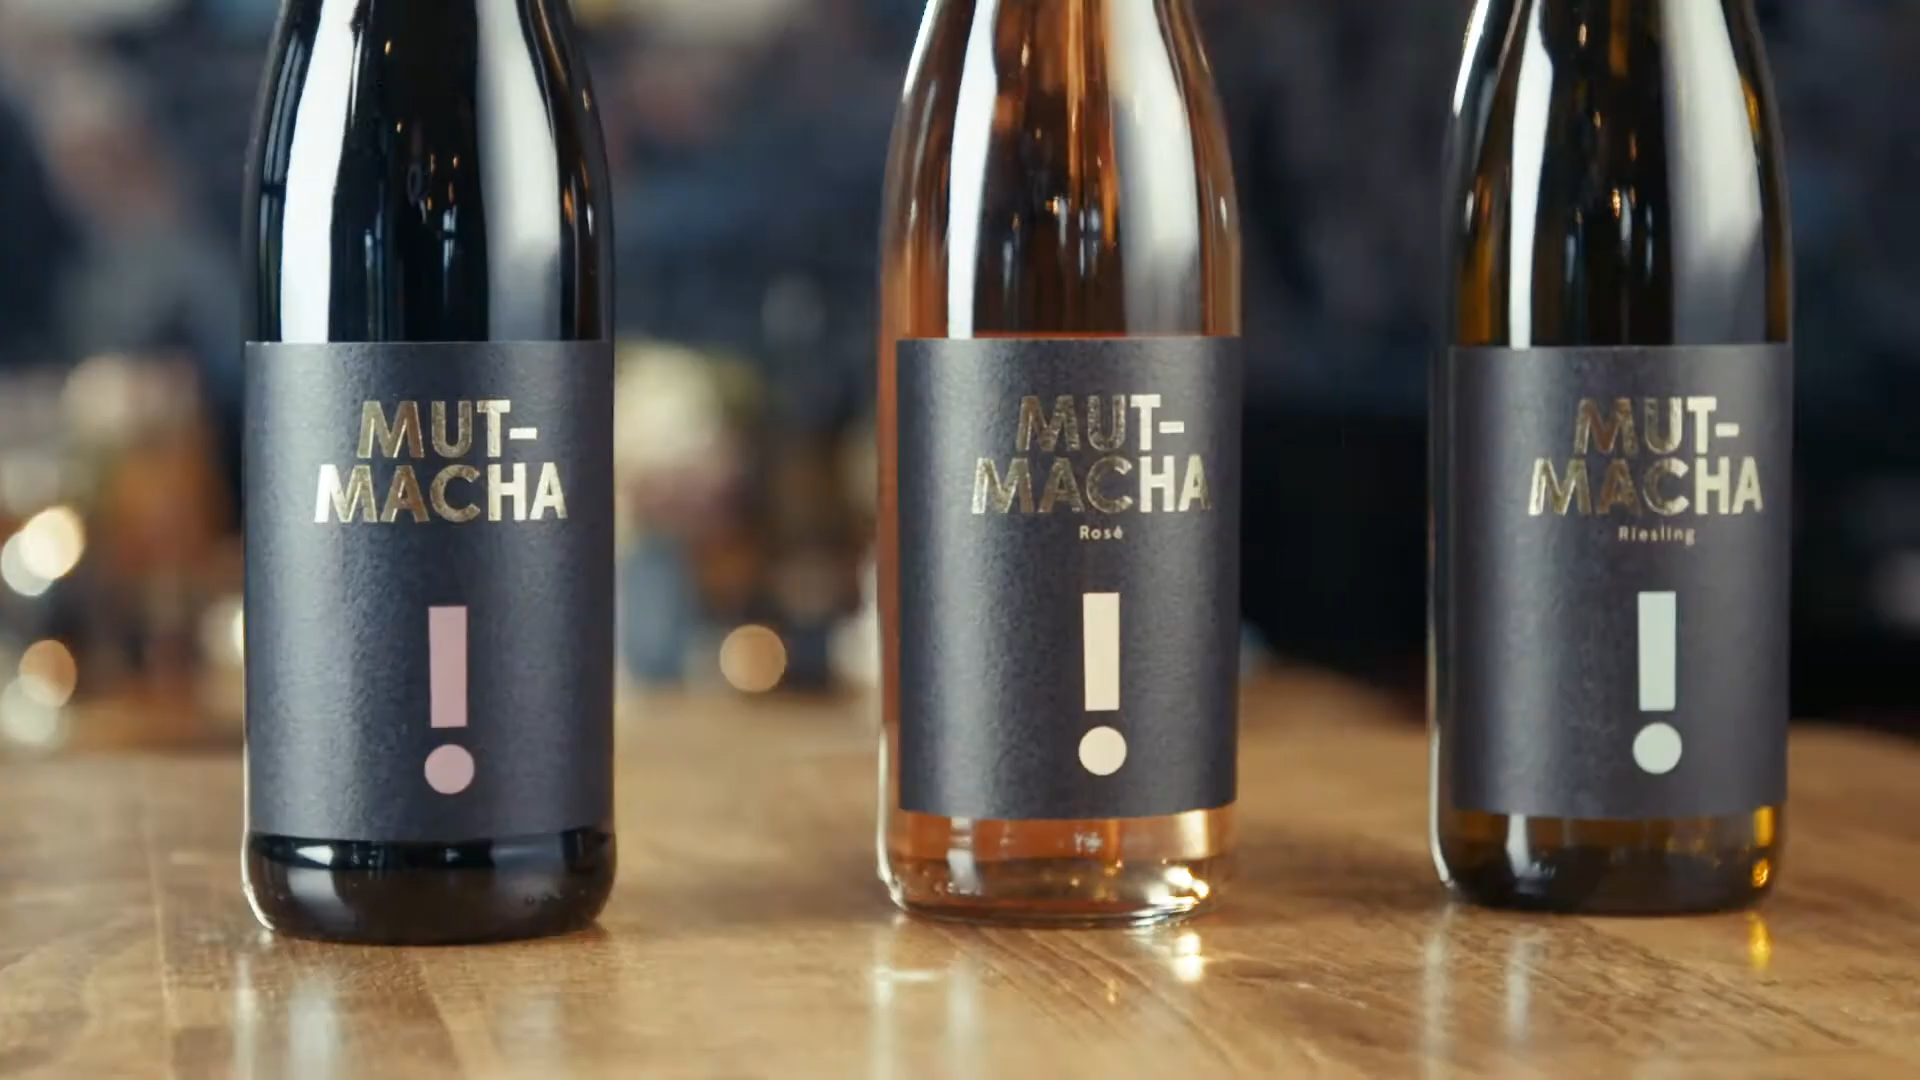 MUT-
MACHA
!
MUT-
MACHA
Rosé
!
MUT-
MACHA
Riesling
!